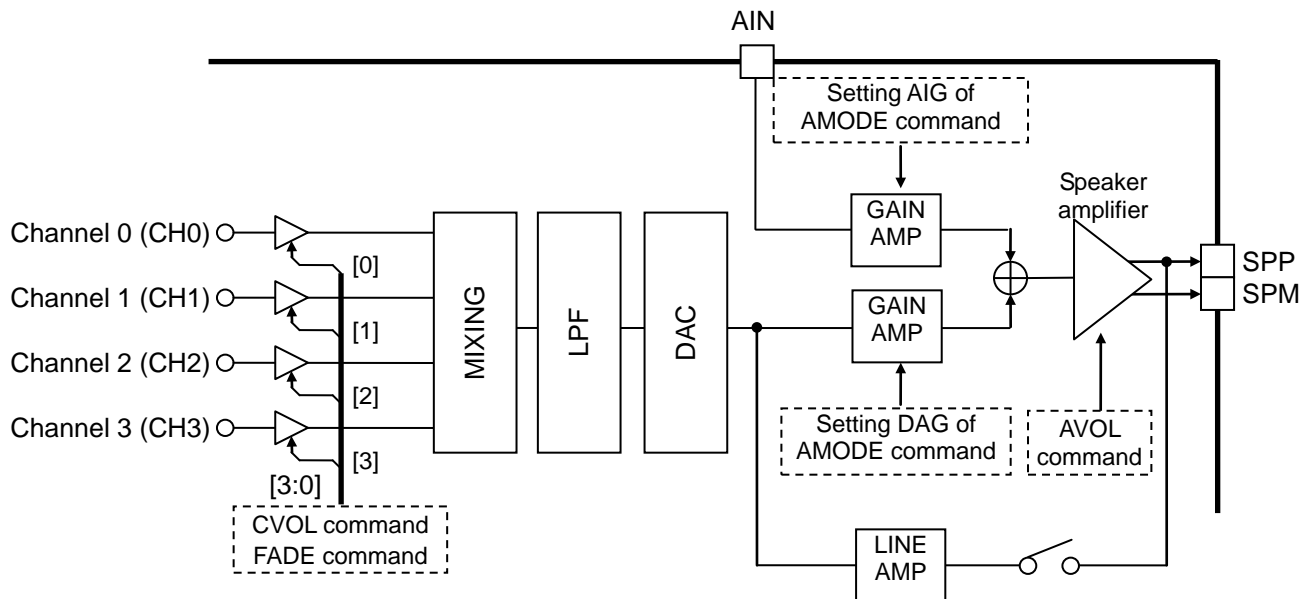 AIN
Setting AIG of
AMODE command
Speaker
amplifier
GAIN
AMP
Channel 0 (CH0)
[0]
SPP
SPM
Channel 1 (CH1)
[1]
MIXING
LPF
DAC
GAIN
AMP
Channel 2 (CH2)
[2]
Channel 3 (CH3)
[3]
Setting DAG of
AMODE command
AVOL
command
[3:0]
CVOL command
FADE command
LINE
AMP